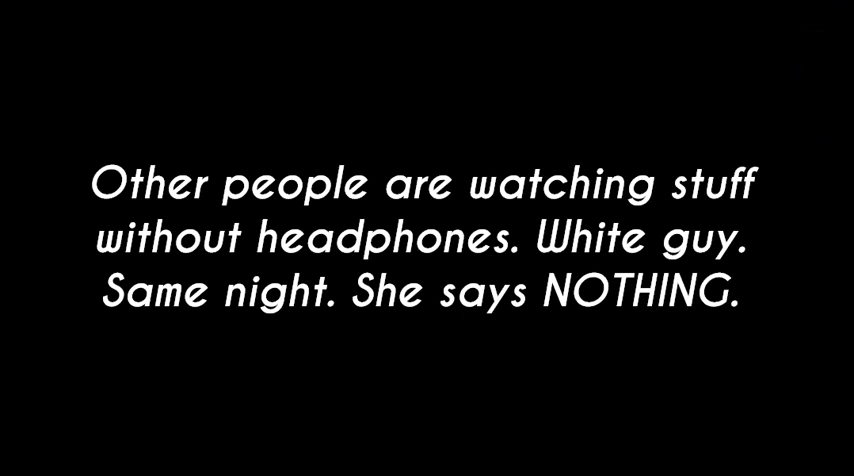 Other people are watching stuff
without headphones. White guy.
Same night. She says NOTHING.